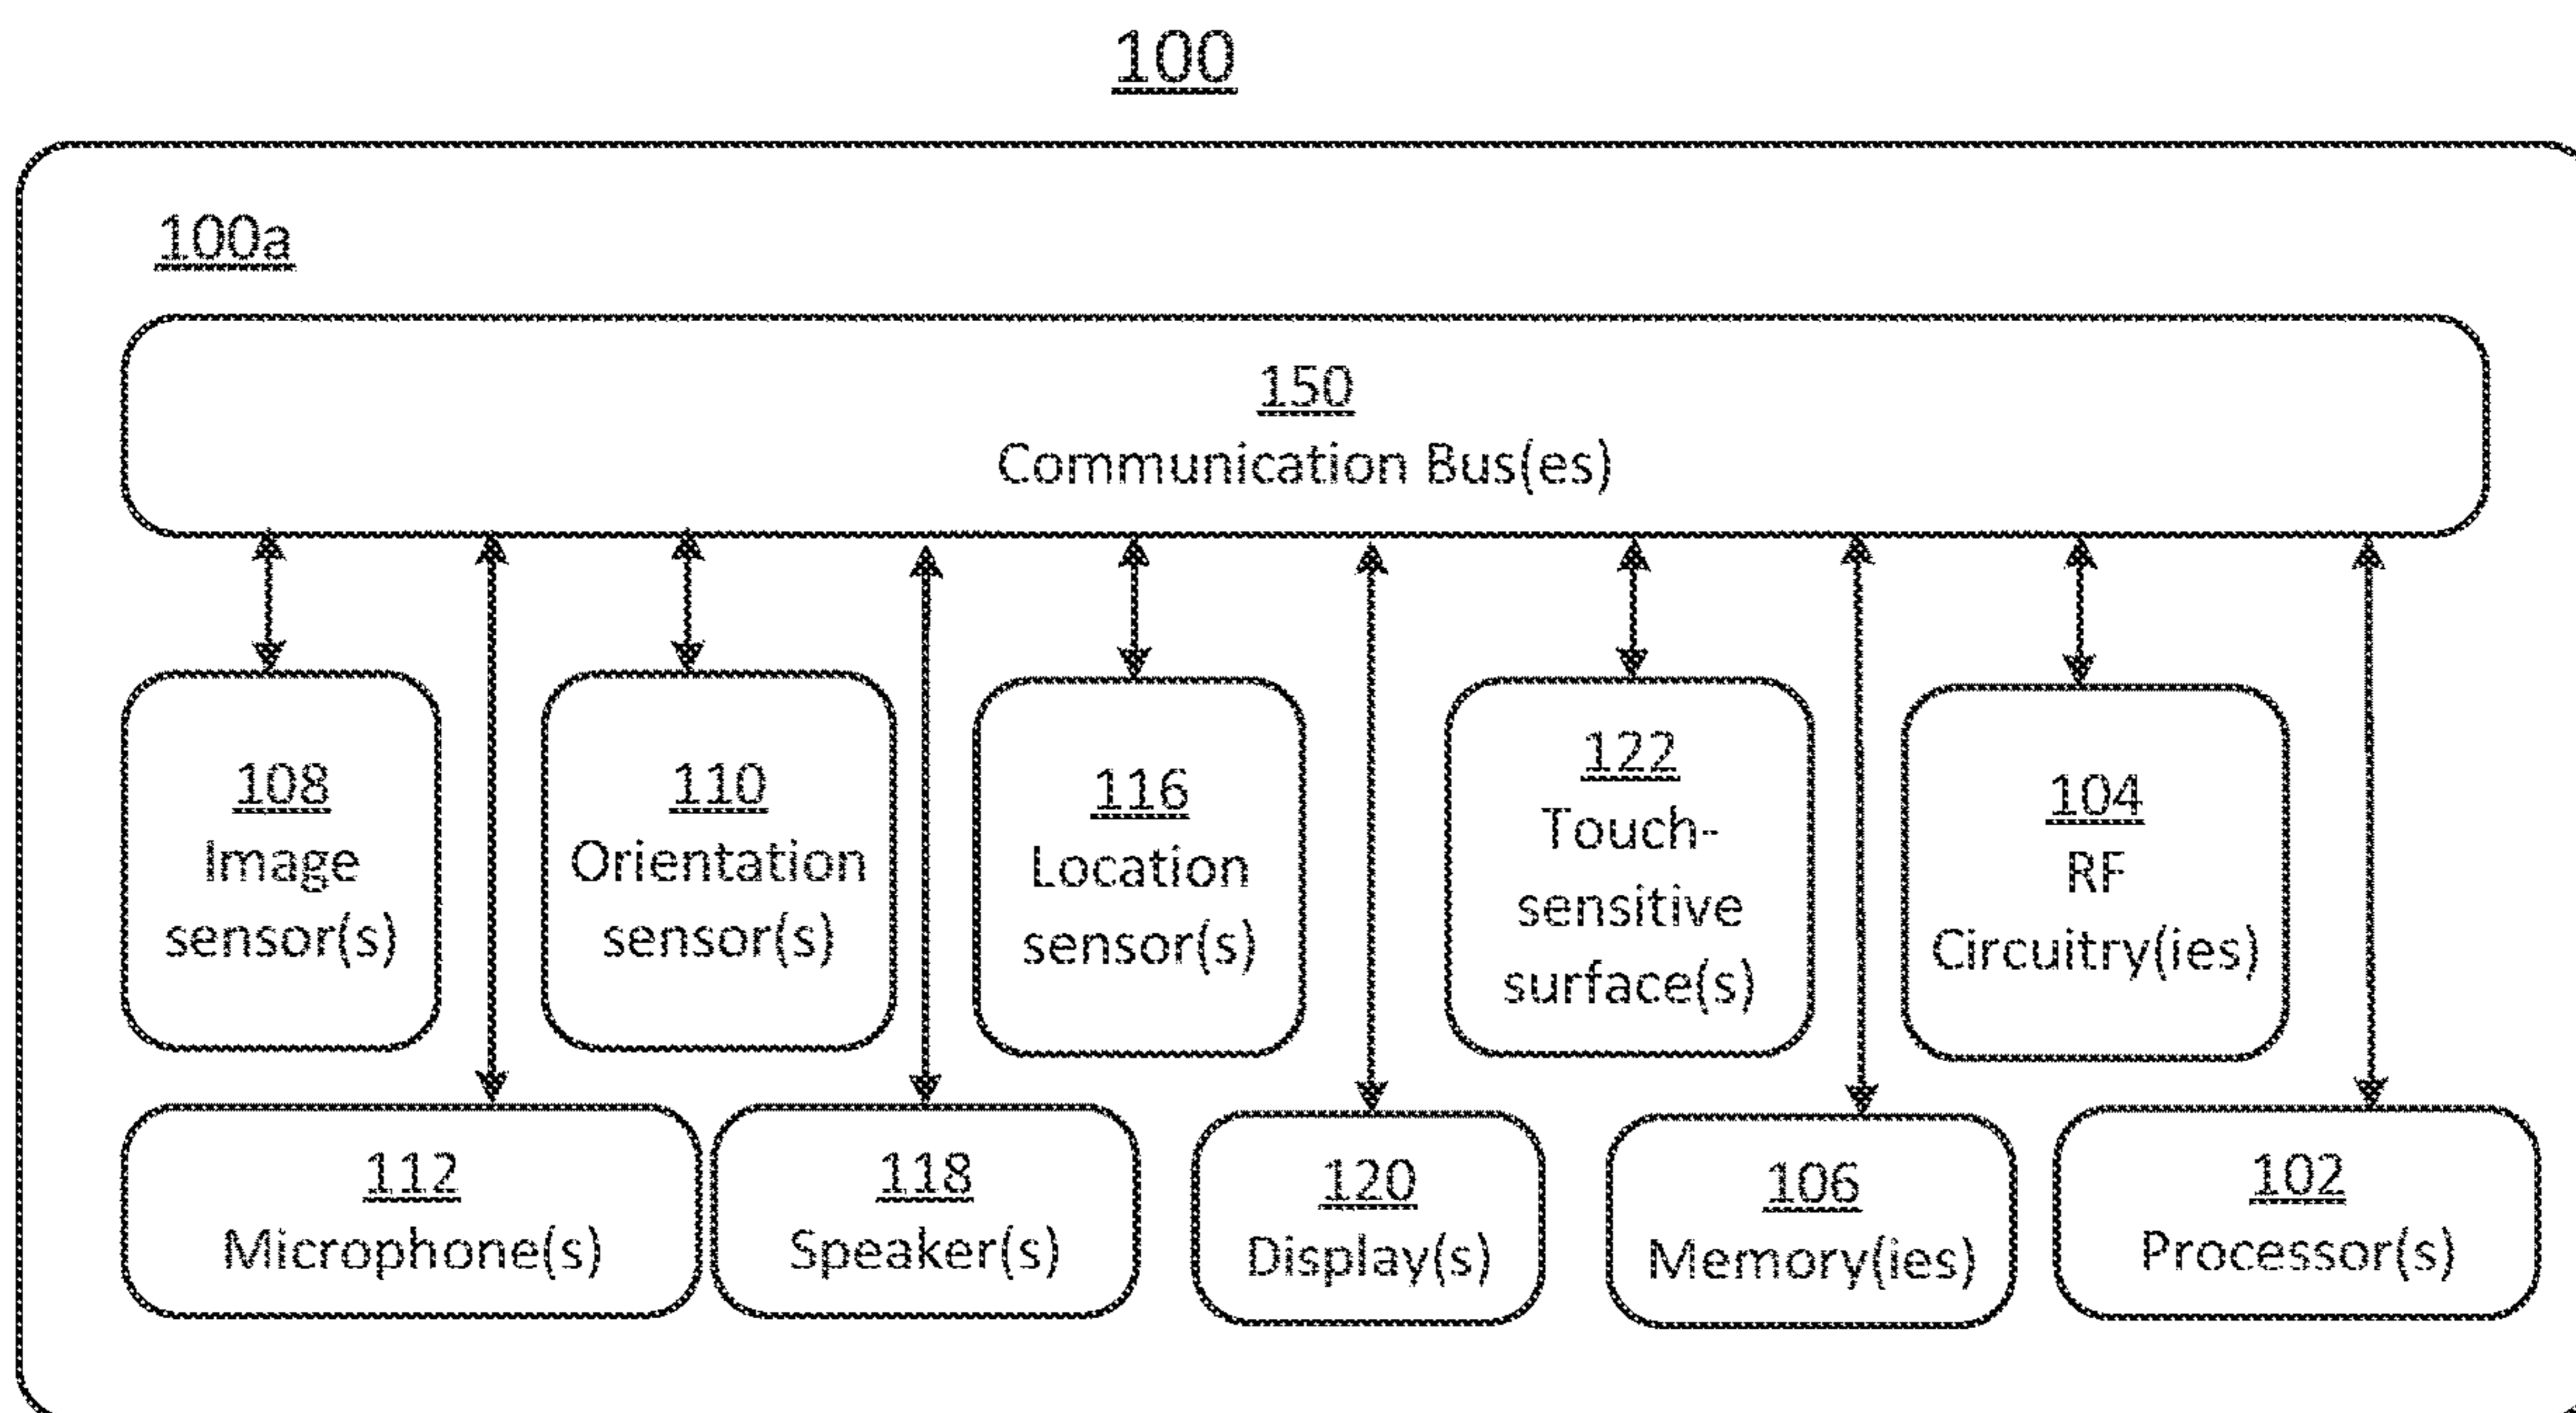 100
100a
150
Communication Bus(es)
108
Image
sensor(s)
110
Orientation
sensor(s)
116
Location
sensor(s)
122
Touch-
sensitive
surface(s)
104
RF
Circuitry(ies)
112
Microphone(s)
118
Speaker(s)
120
Display(s)
106
Memory(ies)
102
Processor(s)